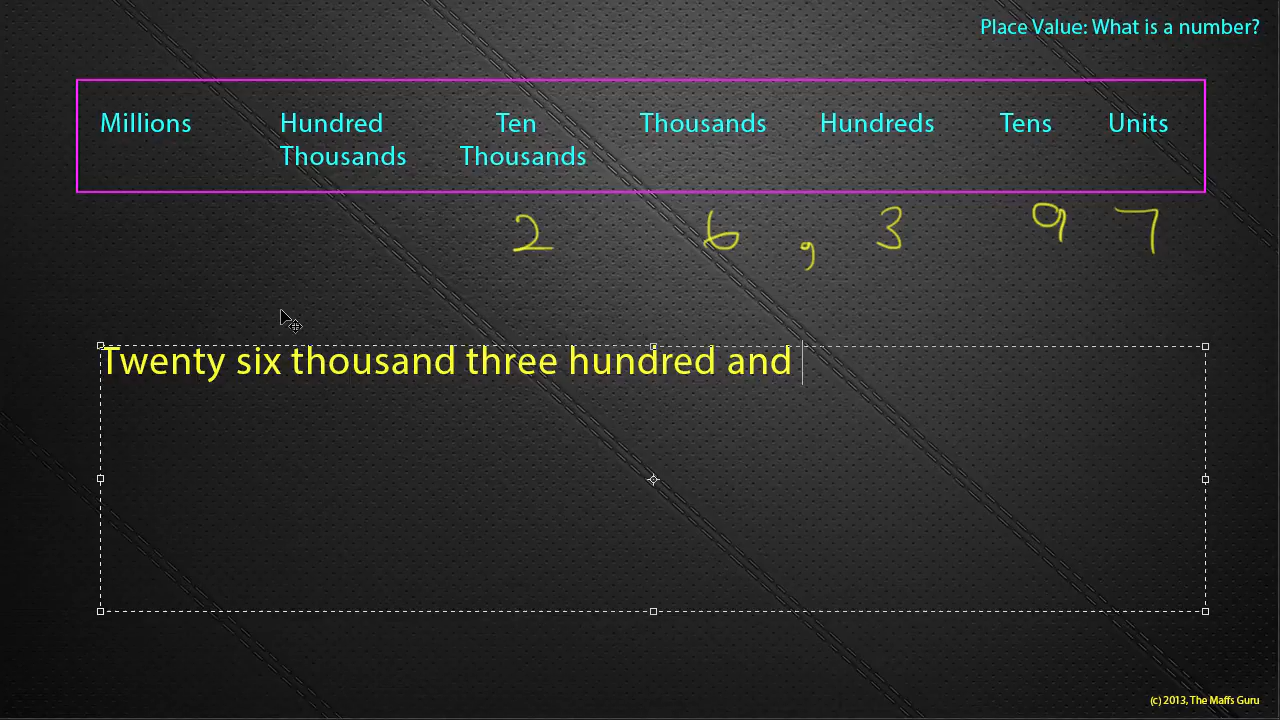 Place Value: What is a number?
Millions Hundred Thousands Ten Thousands Thousands Hundreds Tens Units
2 6 , 3 9 7
Twenty six thousand three hundred and
(c) 2013, The Maffs Guru